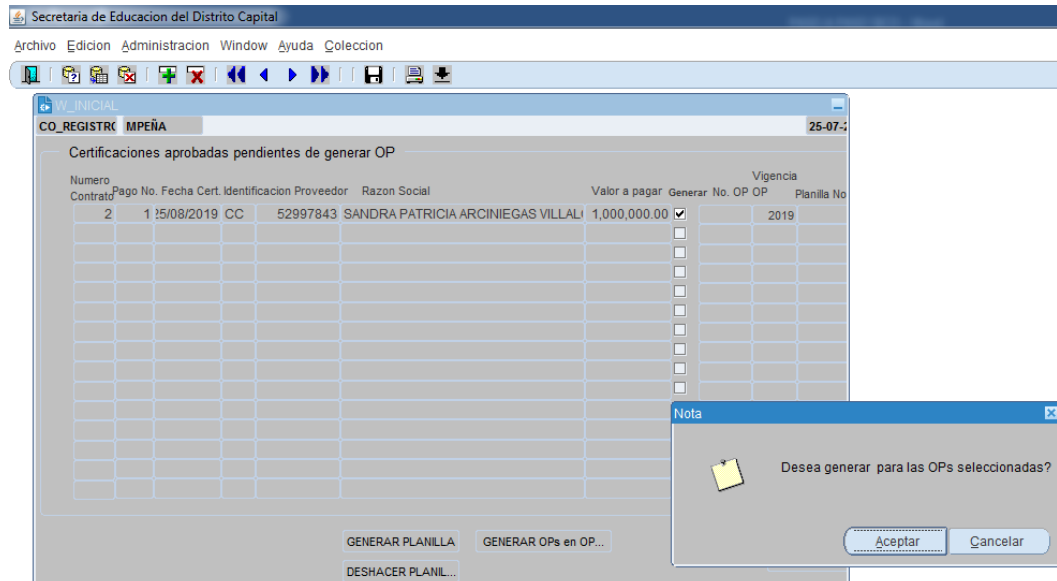 Secretaria de Educacion del Distrito Capital
Archivo Edicion Administracion Window Ayuda Coleccion
W_INICIAL
CO_REGISTR MPEÑA 25-07-2
Certificaciones aprobadas pendientes de generar OP
Numero Vigencia
Contrato Pago No. Fecha Cert. Identificacion Proveedor Razon Social Valor a pagar Generar No. OP OP Planilla No
2 1 25/08/2019 CC 52997843 SANDRA PATRICIA ARCINIEGAS VILLAL 1,000,000.00 2019
Nota
Desea generar para las OPs seleccionadas?
Aceptar Cancelar
GENERAR PLANILLA GENERAR OPs en OP...
DESHACER PLANIL...